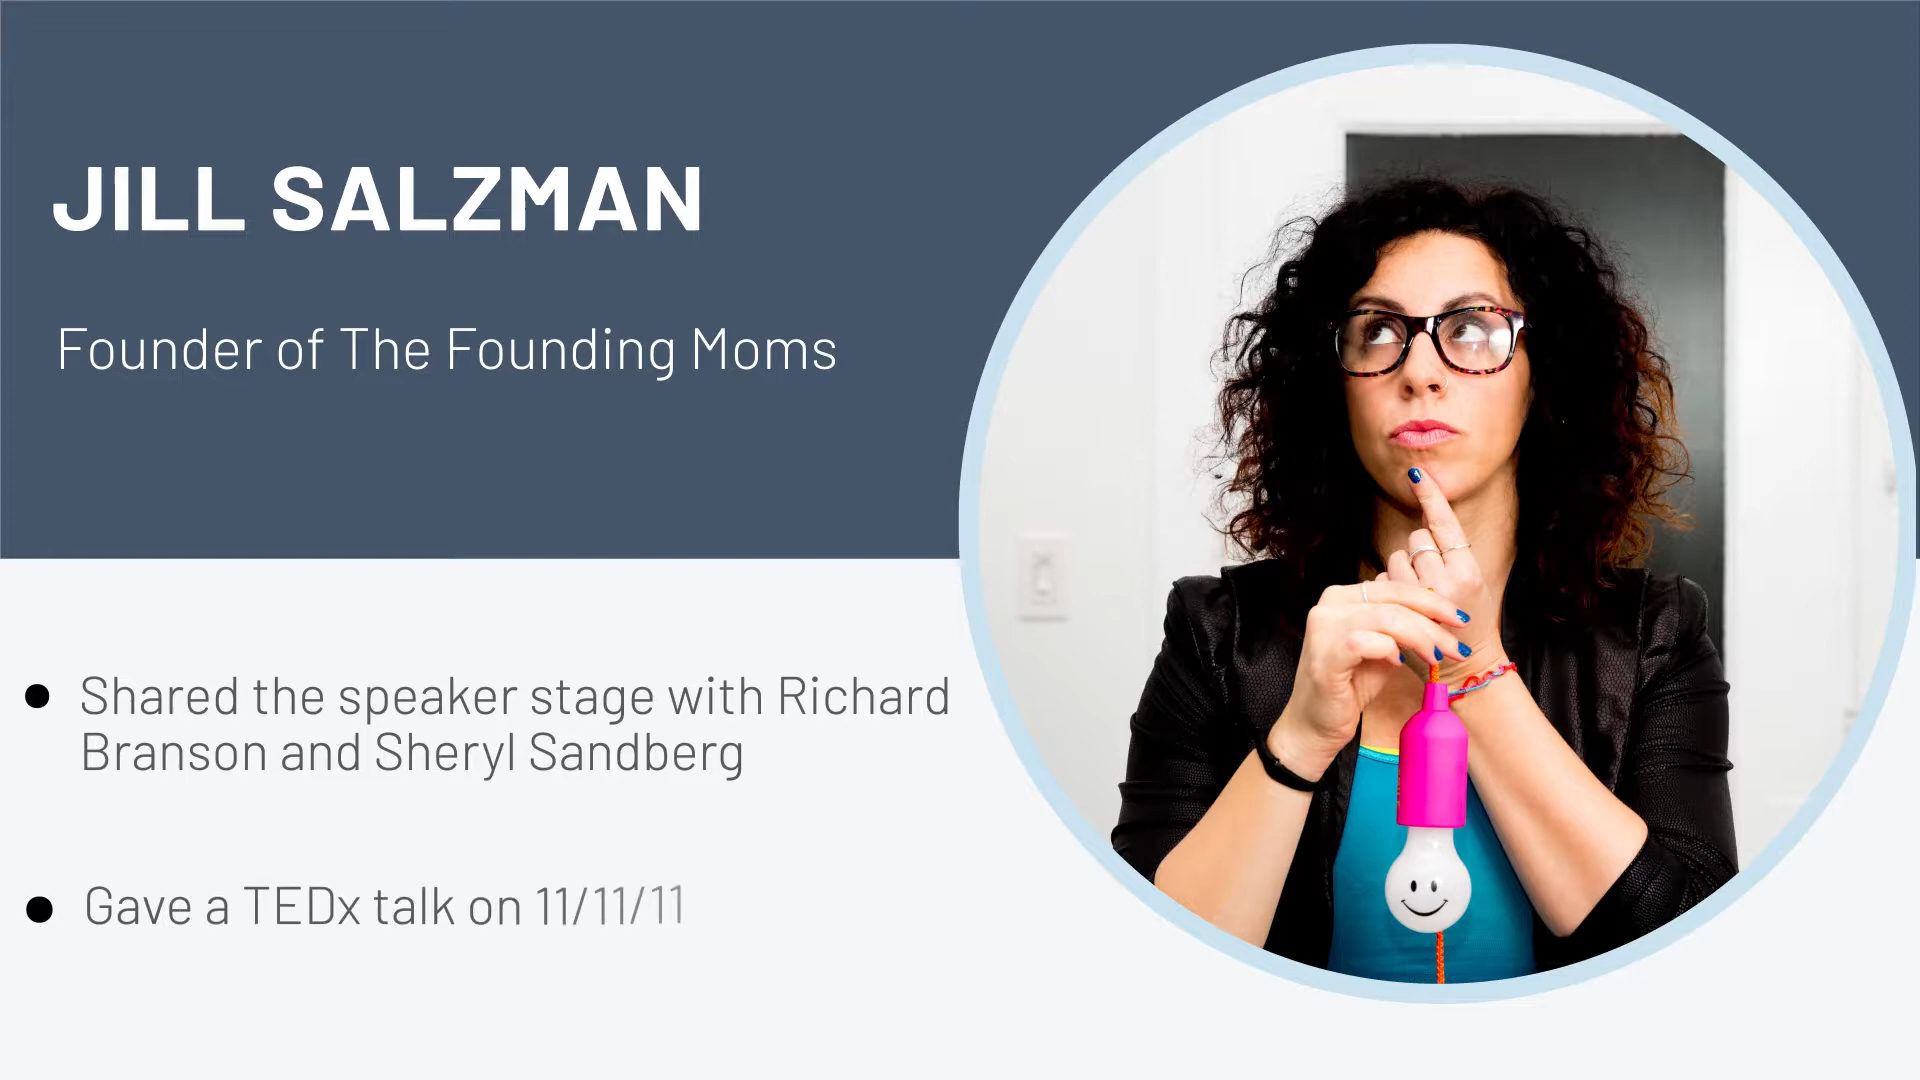 JILL SALZMAN
Founder of The Founding Moms
Shared the speaker stage with Richard
Branson and Sheryl Sandberg
Gave a TEDx talk on 11/11/11